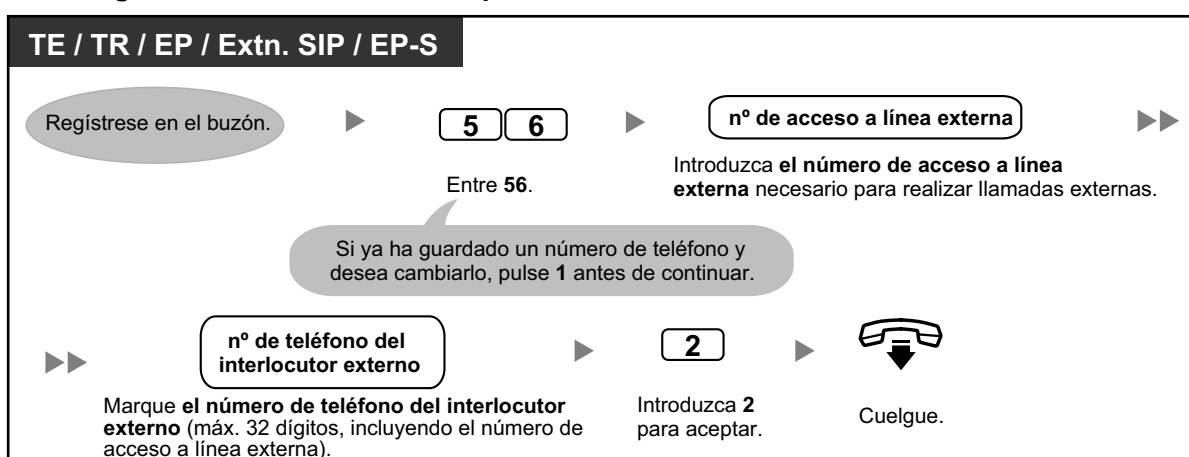 TE / TR / EP / Extn. SIP / EP-S
Regístrese en el buzón.
5 6
nº de acceso a línea externa
Entre 56.
Introduzca el número de acceso a línea
externa necesario para realizar llamadas externas.
Si ya ha guardado un número de teléfono y
desea cambiarlo, pulse 1 antes de continuar.
nº de teléfono del
interlocutor externo
2
Marque el número de teléfono del interlocutor
externo (máx. 32 dígitos, incluyendo el número de
acceso a línea externa).
Introduzca 2
para aceptar.
Cuelgue.